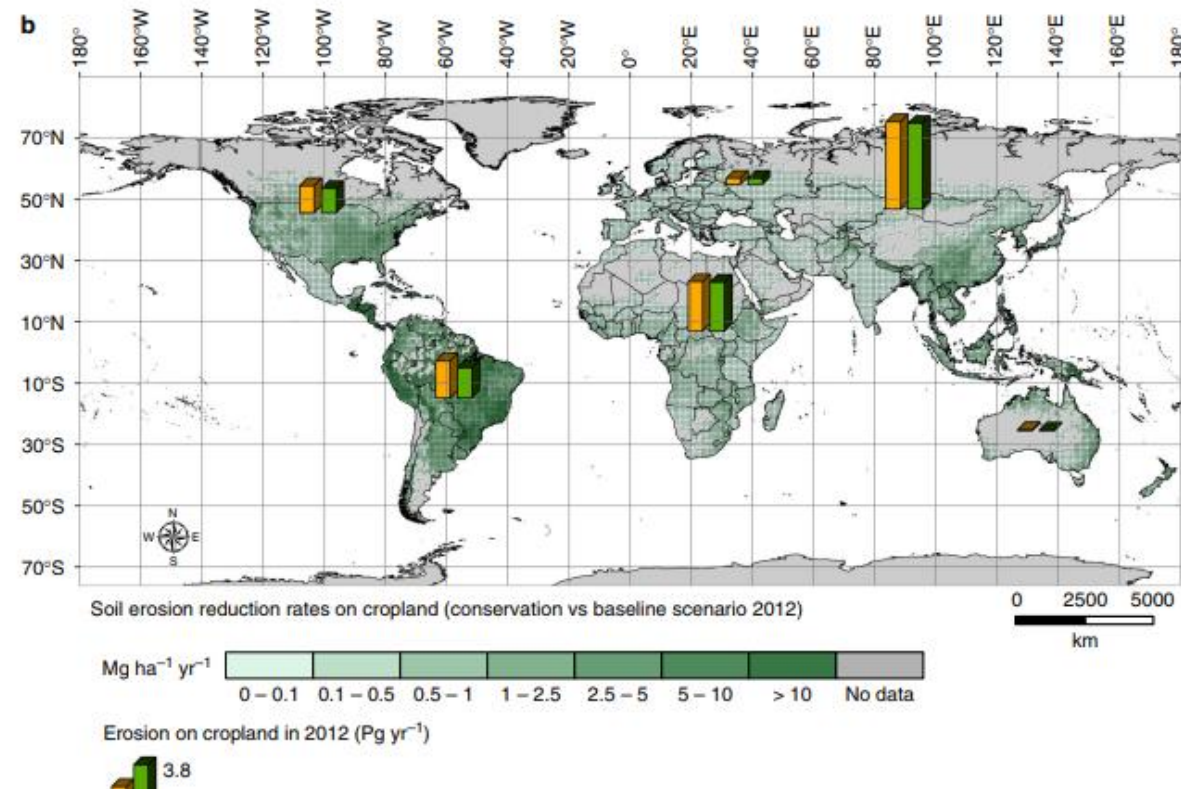 b
180° 160°W 140°W 120°W 100°W 80°W 60°W 40°W 20°W 0° 20°E 40°E 60°E 80°E 100°E 120°E 140°E 160°E 180°
70°N
50°N
30°N
10°N
10°S
30°S
50°S
70°S
N
W E
S
Soil erosion reduction rates on cropland (conservation vs baseline scenario 2012)
0 2500 5000
km
Mg ha⁻¹ yr⁻¹
0 – 0.1 0.1 – 0.5 0.5 – 1 1 – 2.5 2.5 – 5 5 – 10 > 10 No data
Erosion on cropland in 2012 (Pg yr⁻¹)
3.8